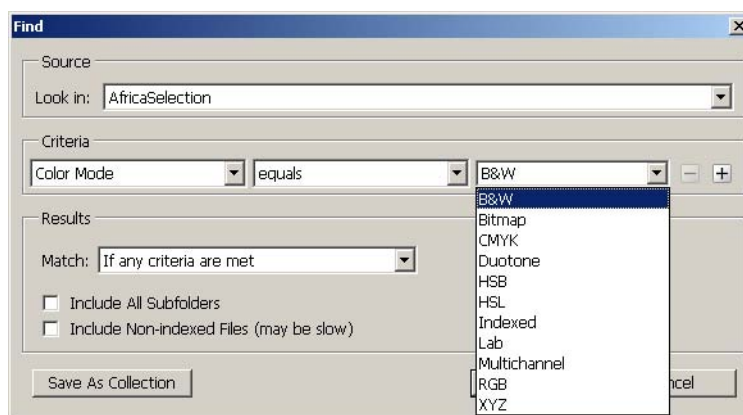 Find
Source
Look in: AfricaSelection
Criteria
Color Mode equals B&W
B&W
Bitmap
CMYK
Duotone
HSB
HSL
Indexed
Lab
Multichannel
RGB
XYZ
Results
Match: If any criteria are met
Include All Subfolders
Include Non-indexed Files (may be slow)
Save As Collection
ncel